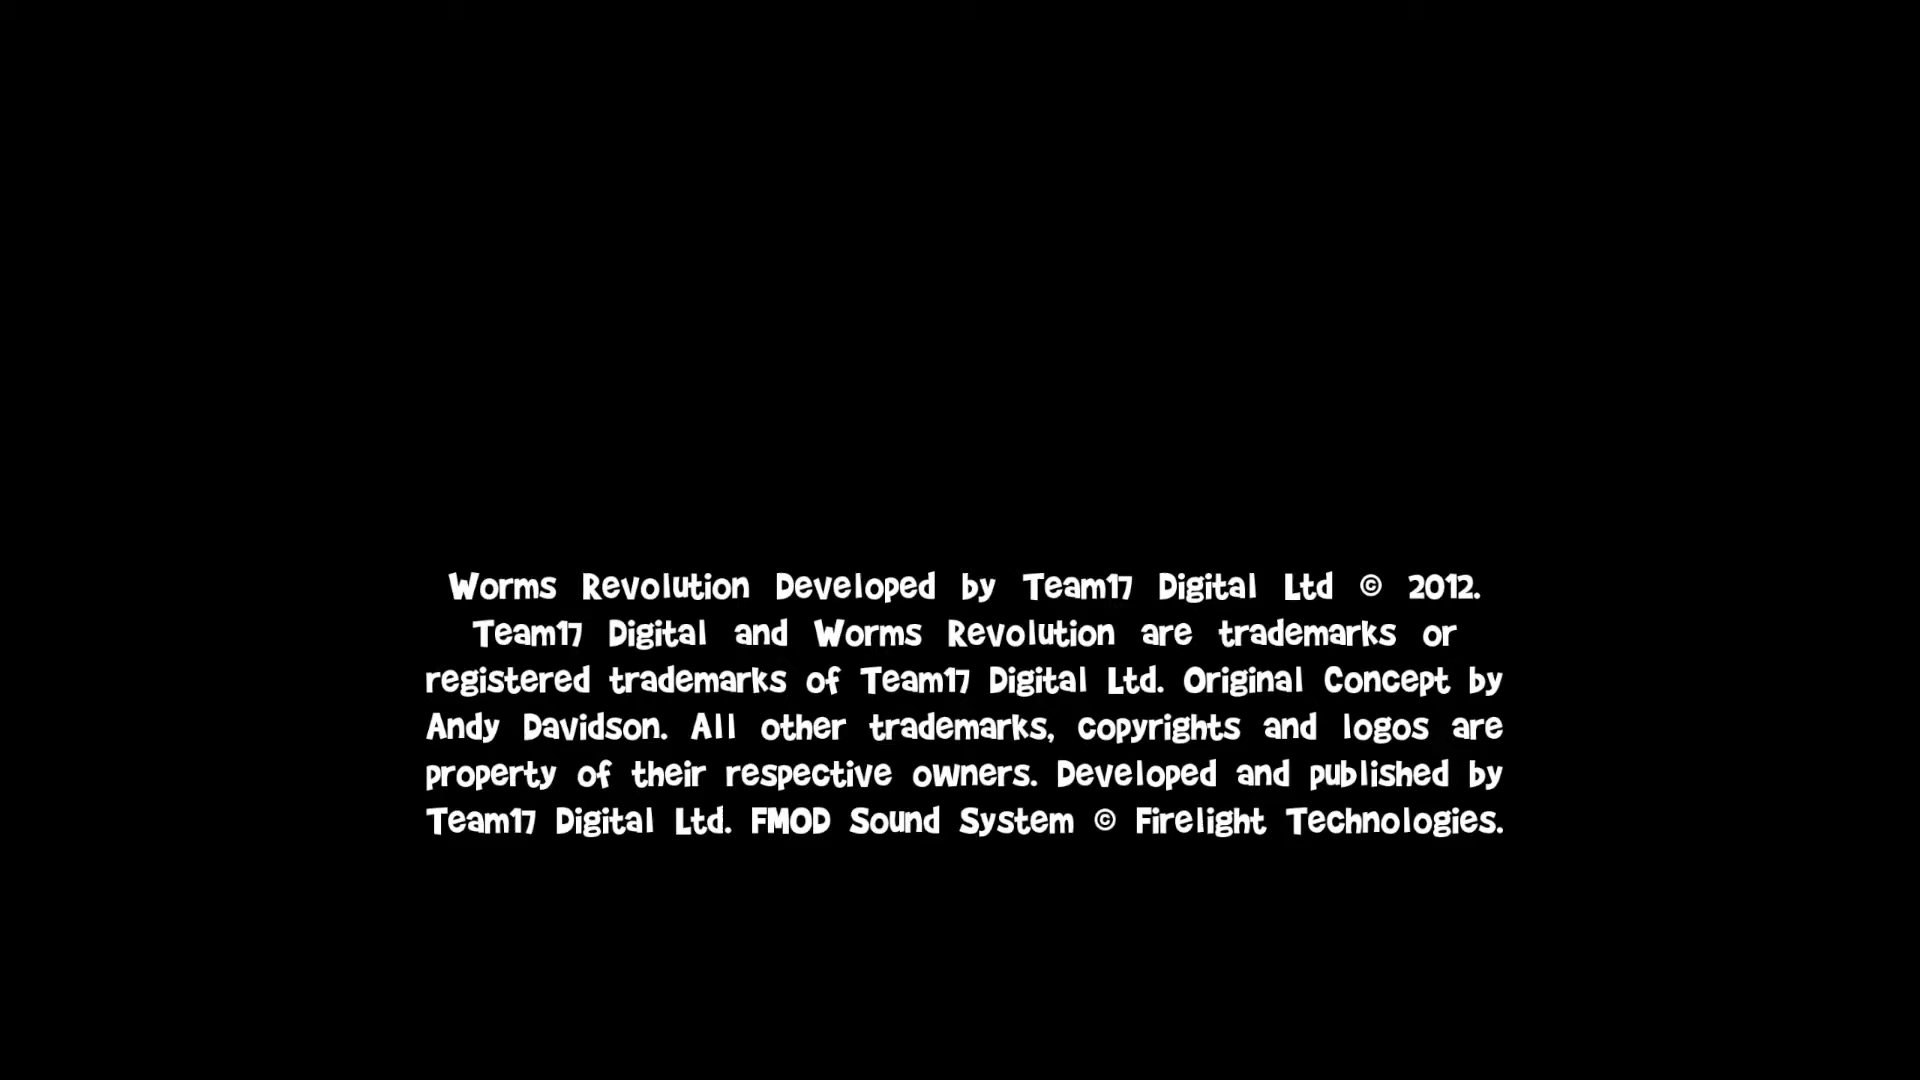 Worms Revolution Developed by Team17 Digital Ltd © 2012.
Team17 Digital and Worms Revolution are trademarks or
registered trademarks of Team17 Digital Ltd. Original Concept by
Andy Davidson. All other trademarks, copyrights and logos are
property of their respective owners. Developed and published by
Team17 Digital Ltd. FMOD Sound System © Firelight Technologies.